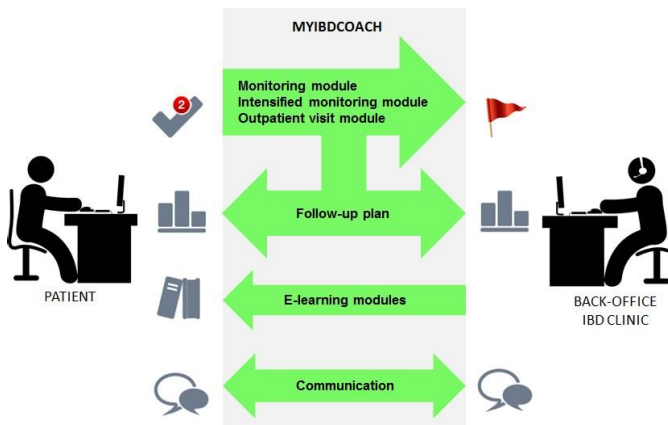 MYIBDCOACH
Monitoring module
Intensified monitoring module
Outpatient visit module
2
Follow-up plan
PATIENT
E-learning modules
BACK-OFFICE
IBD CLINIC
Communication